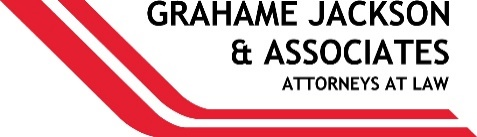 GRAHAME JACKSON
& ASSOCIATES
ATTORNEYS AT LAW